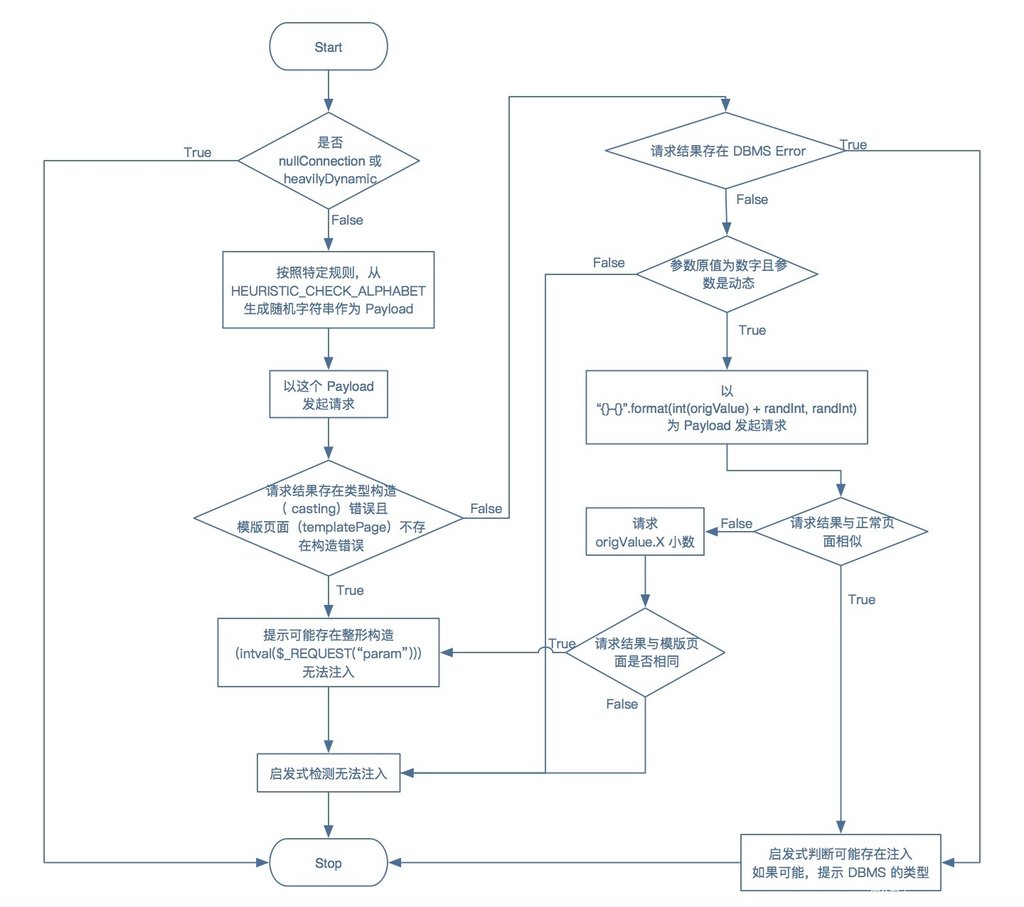 Start
是否
nullConnection 或
heavilyDynamic
True
False
按照特定规则，从
HEURISTIC_CHECK_ALPHABET
生成随机字符串作为 Payload
以这个 Payload
发起请求
请求结果存在类型构造
（ casting）错误且
模版页面（templatePage）不存
在构造错误
False
True
提示可能存在整形构造
（intval($_REQUEST(“param”)))
无法注入
启发式检测无法注入
Stop
请求结果存在 DBMS Error
True
False
参数原值为数字且参
数是动态
False
True
以
“{}-{}”.format(int(origValue) + randInt, randInt)
为 Payload 发起请求
请求结果与正常页
面相似
False
True
请求
origValue.X 小数
请求结果与模版页
面是否相同
True
False
启发式判断可能存在注入
如果可能，提示 DBMS 的类型